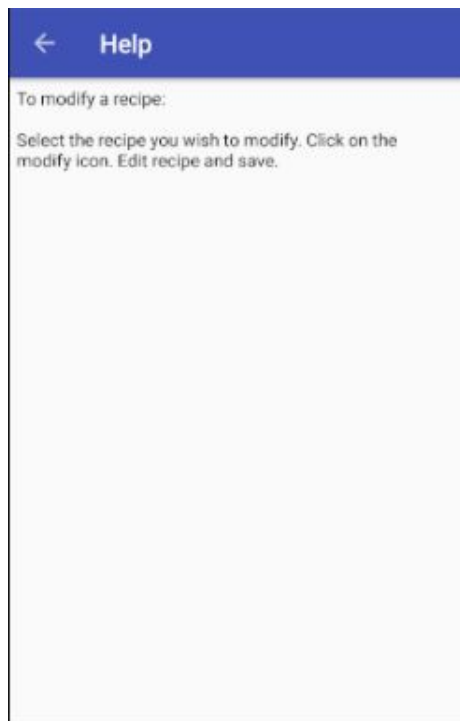 Help
To modify a recipe:
Select the recipe you wish to modify. Click on the
modify icon. Edit recipe and save.